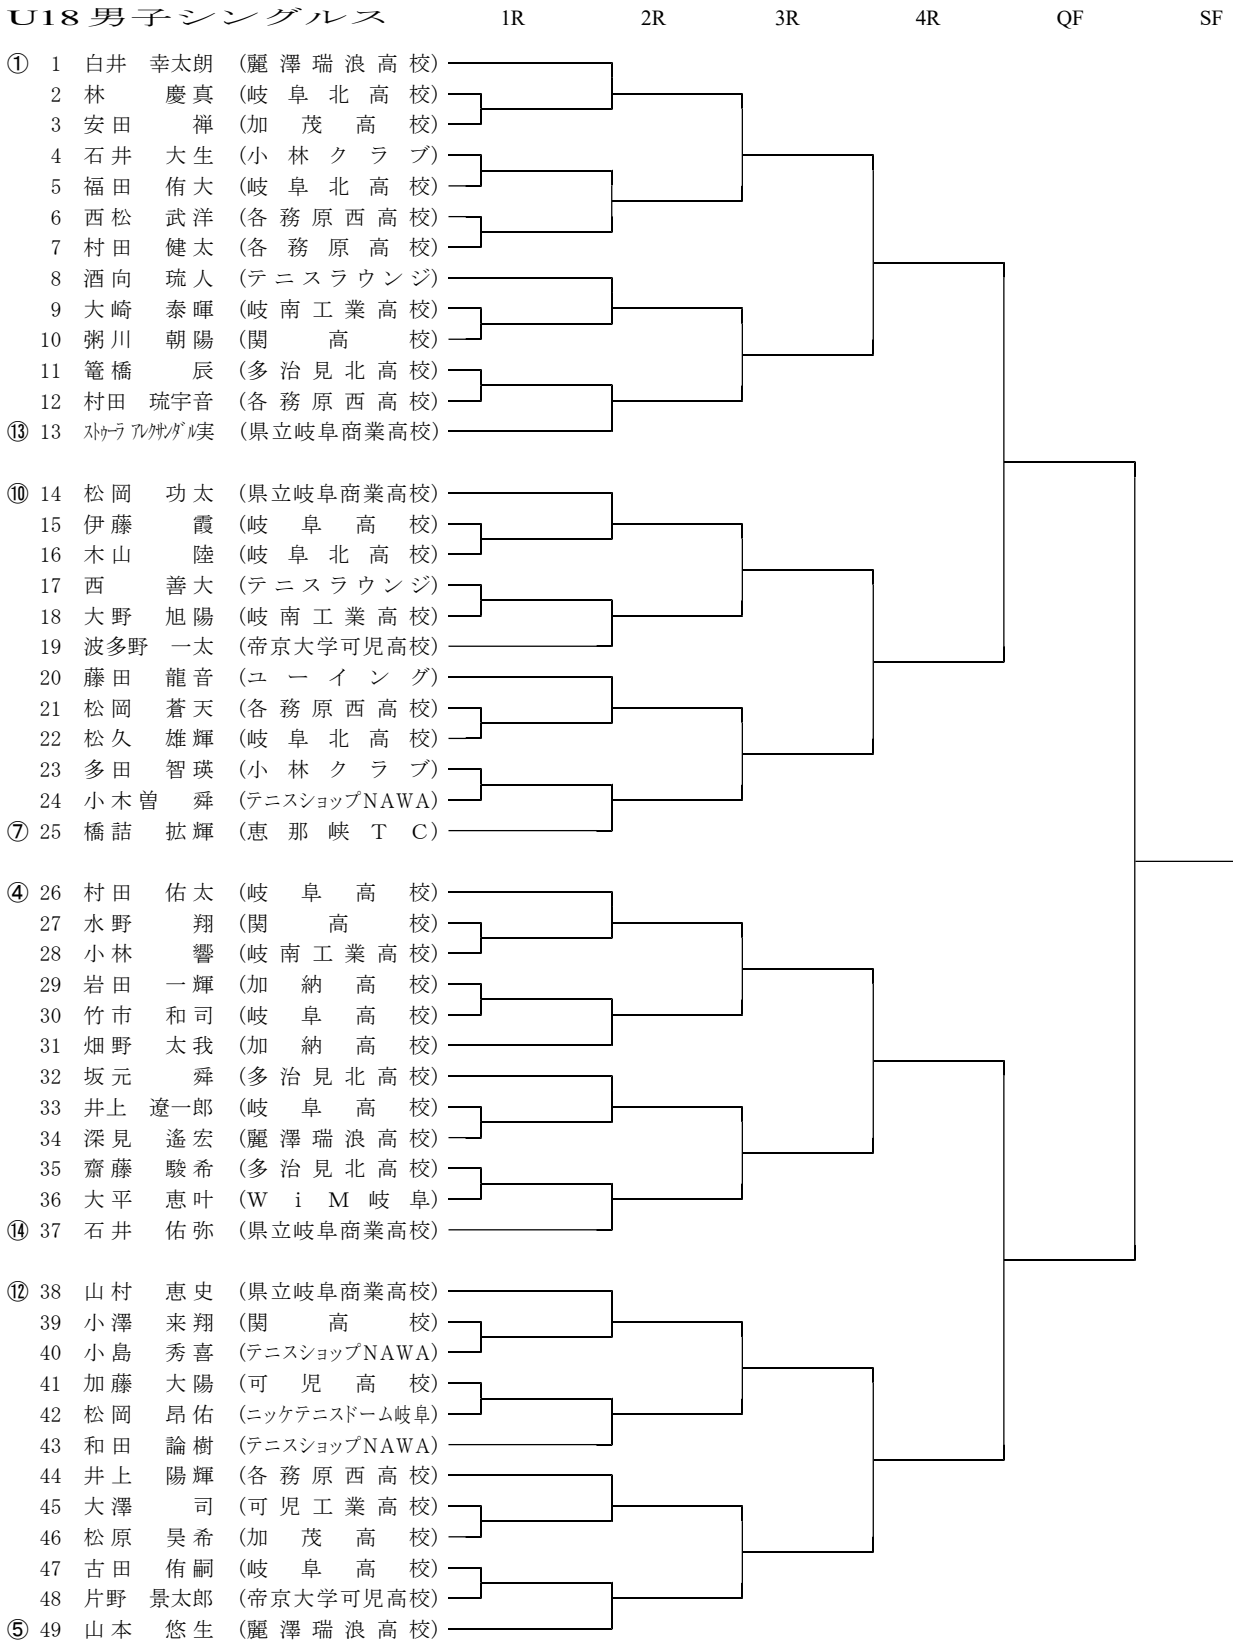 U18男子シングルス 1R 2R 3R 4R QF SF
① 1 白井 幸太朗 (麗澤瑞浪高校)
2 林 慶真 (岐阜北高校)
3 安田 禅 (加茂高校)
4 石井 大生 (小林クラブ)
5 福田 侑大 (岐阜北高校)
6 西松 武洋 (各務原西高校)
7 村田 健太 (各務原高校)
8 酒向 琉人 (テニスラウンジ)
9 大崎 泰暉 (岐南工業高校)
10 粥川 朝陽 (関高校)
11 篭橋 辰 (多治見北高校)
12 村田 琉宇音 (各務原西高校)
⑬ 13 ストゥーラ アレクサンダル実 (県立岐阜商業高校)
⑩ 14 松岡 功太 (県立岐阜商業高校)
15 伊藤 霞 (岐阜高校)
16 木山 陸 (岐阜北高校)
17 西 善大 (テニスラウンジ)
18 大野 旭陽 (岐南工業高校)
19 波多野 一太 (帝京大学可児高校)
20 藤田 龍音 (ユーイング)
21 松岡 蒼天 (各務原西高校)
22 松久 雄輝 (岐阜北高校)
23 多田 智瑛 (小林クラブ)
24 小木曽 舜 (テニスショップNAWA)
⑦ 25 橋詰 拡輝 (恵那峡TC)
④ 26 村田 佑太 (岐阜高校)
27 水野 翔 (関高校)
28 小林 響 (岐南工業高校)
29 岩田 一輝 (加納高校)
30 竹市 和司 (岐阜高校)
31 畑野 太我 (加納高校)
32 坂元 舜 (多治見北高校)
33 井上 遼一郎 (岐阜高校)
34 深見 遙宏 (麗澤瑞浪高校)
35 齋藤 駿希 (多治見北高校)
36 大平 恵叶 (WiM岐阜)
⑭ 37 石井 佑弥 (県立岐阜商業高校)
⑫ 38 山村 恵史 (県立岐阜商業高校)
39 小澤 来翔 (関高校)
40 小島 秀喜 (テニスショップNAWA)
41 加藤 大陽 (可児高校)
42 松岡 昂佑 (ニッケテニスドーム岐阜)
43 和田 論樹 (テニスショップNAWA)
44 井上 陽輝 (各務原西高校)
45 大澤 司 (可児工業高校)
46 松原 昊希 (加茂高校)
47 古田 侑嗣 (岐阜高校)
48 片野 景太郎 (帝京大学可児高校)
⑤ 49 山本 悠生 (麗澤瑞浪高校)